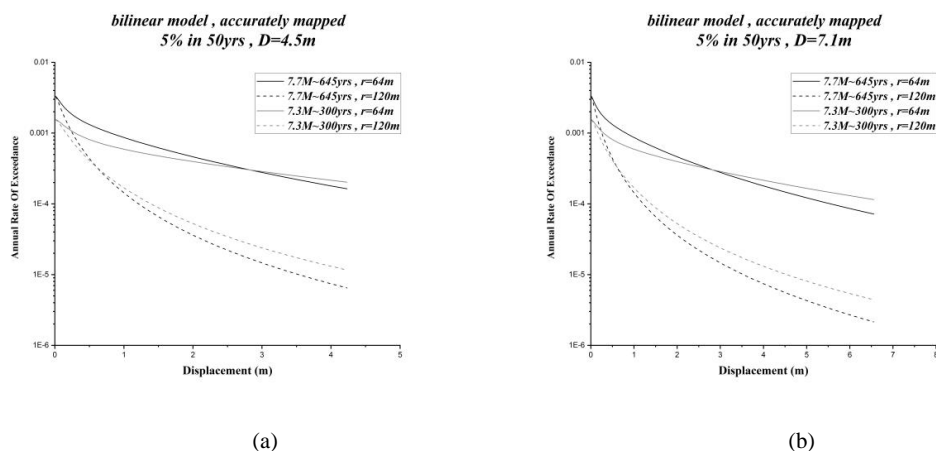 bilinear model , accurately mapped
5% in 50yrs , D=4.5m
0.01
0.001
1E-4
1E-5
1E-6
Annual Rate Of Exceedance
7.7M~645yrs , r=64m
7.7M~645yrs , r=120m
7.3M~300yrs , r=64m
7.3M~300yrs , r=120m
0 1 2 3 4 5
Displacement (m)
(a)
bilinear model , accurately mapped
5% in 50yrs , D=7.1m
0.01
0.001
1E-4
1E-5
1E-6
Annual Rate Of Exceedance
7.7M~645yrs , r=64m
7.7M~645yrs , r=120m
7.3M~300yrs , r=64m
7.3M~300yrs , r=120m
0 1 2 3 4 5 6 7 8
Displacement (m)
(b)